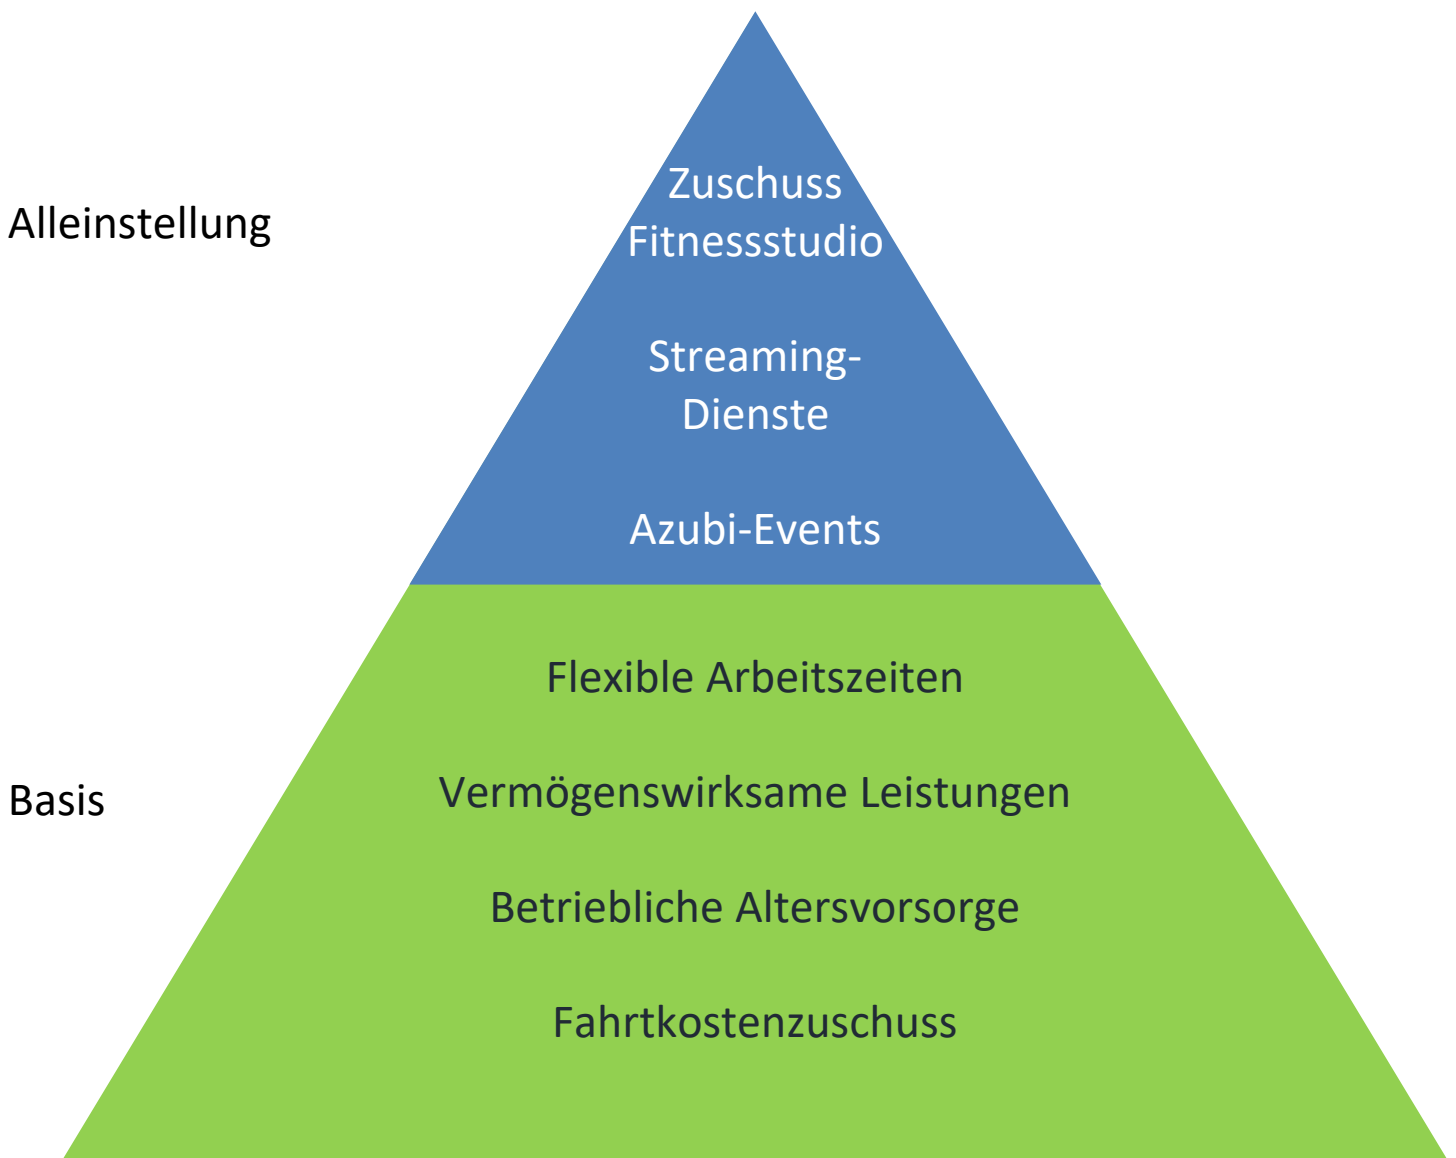 Alleinstellung
Zuschuss
Fitnessstudio
Streaming-
Dienste
Azubi-Events
Basis
Flexible Arbeitszeiten
Vermögenswirksame Leistungen
Betriebliche Altersvorsorge
Fahrtkostenzuschuss